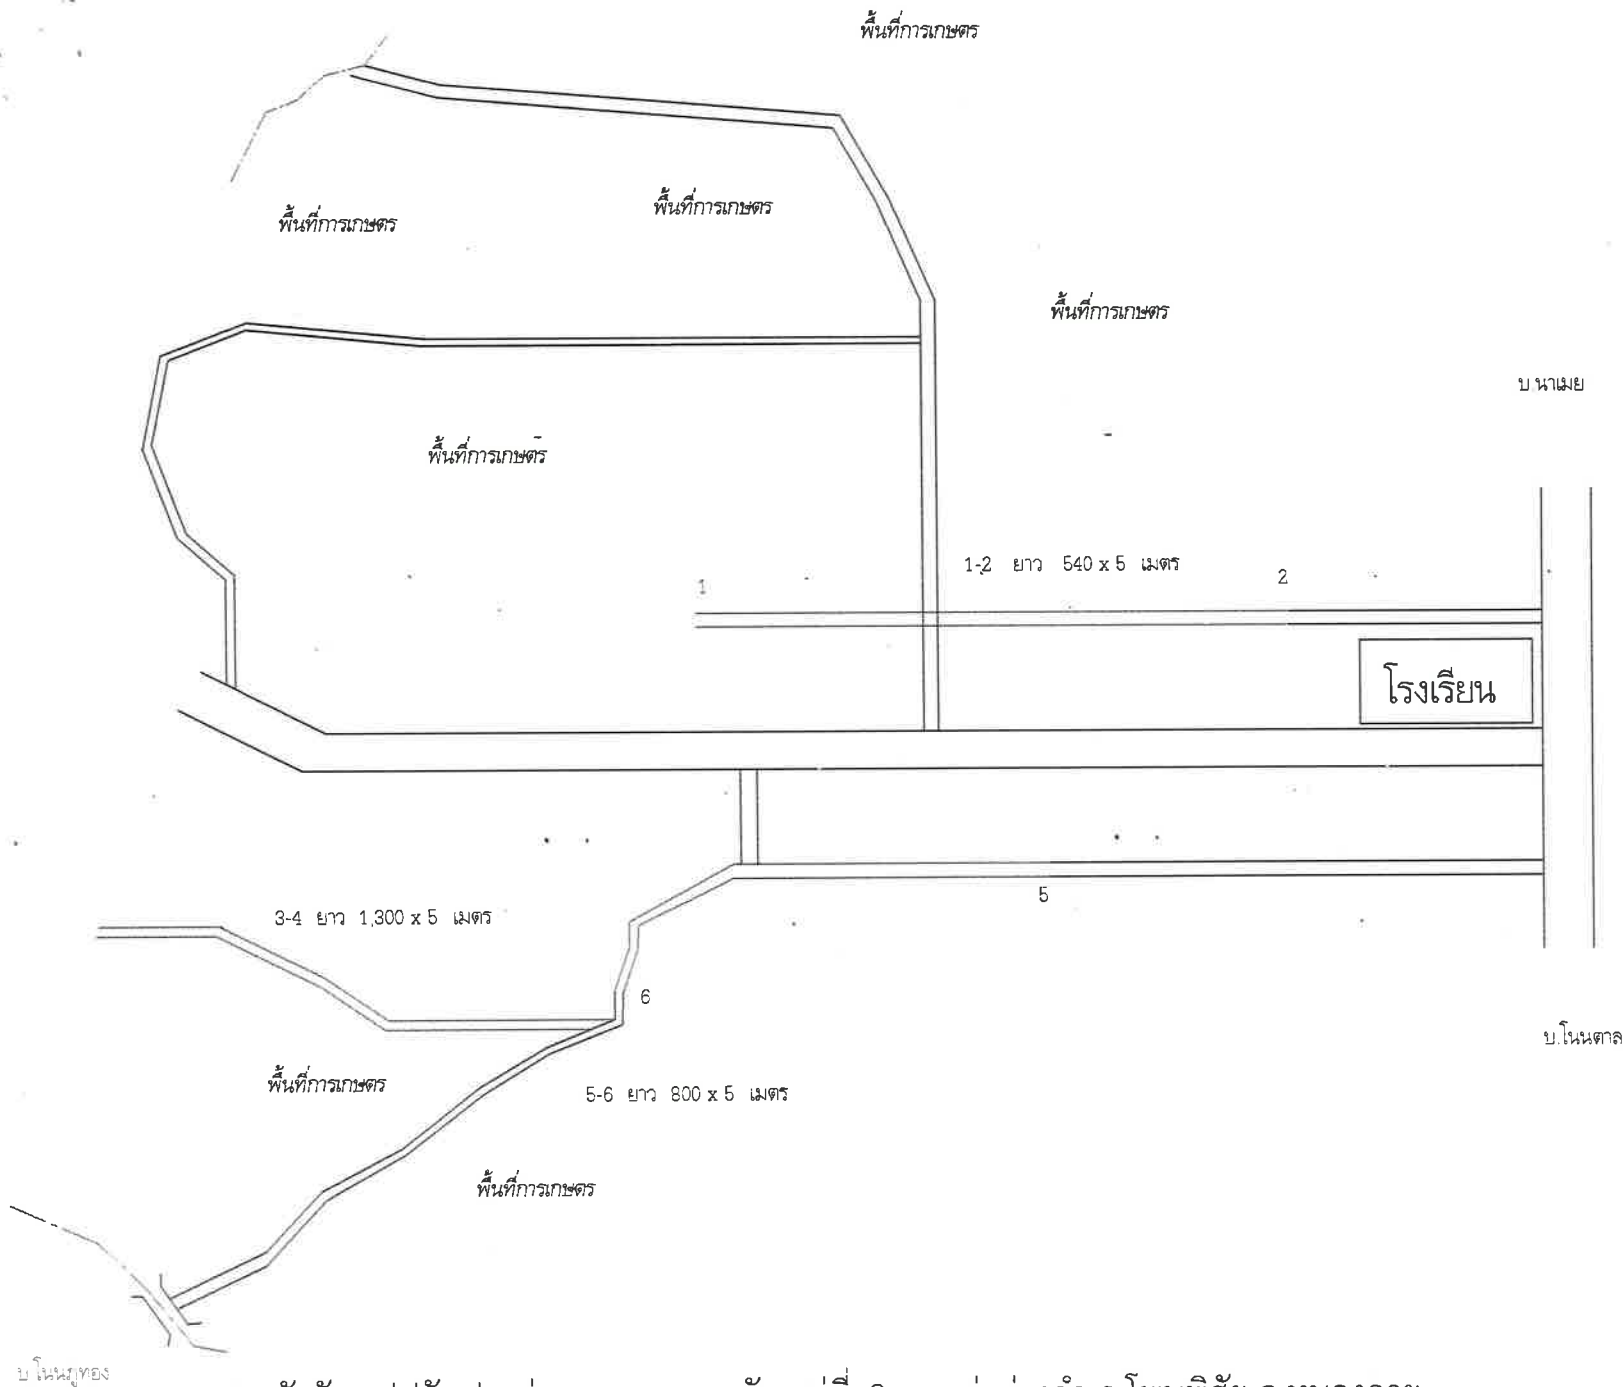 พื้นที่การเกษตร
พื้นที่การเกษตร
พื้นที่การเกษตร
พื้นที่การเกษตร
บ.นาเมย
พื้นที่การเกษตร
1-2 ยาว 540 x 5 เมตร
1
2
โรงเรียน
5
3-4 ยาว 1,300 x 5 เมตร
6
บ.โนนตาล
พื้นที่การเกษตร
5-6 ยาว 800 x 5 เมตร
พื้นที่การเกษตร
บ.โนนภูทอง